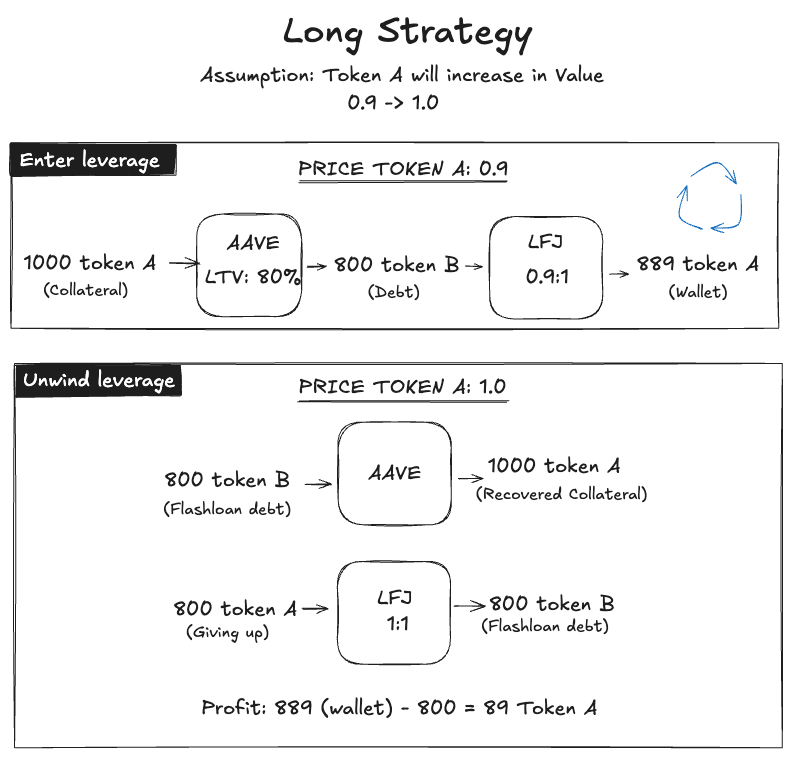 Long Strategy
Assumption: Token A will increase in Value
0.9 -> 1.0
Enter leverage
PRICE TOKEN A: 0.9
1000 token A
(Collateral)
AAVE
LTV: 80%
800 token B
(Debt)
LFJ
0.9:1
889 token A
(Wallet)
Unwind leverage
PRICE TOKEN A: 1.0
800 token B
(Flashloan debt)
AAVE
1000 token A
(Recovered Collateral)
800 token A
(Giving up)
LFJ
1:1
800 token B
(Flashloan debt)
Profit: 889 (wallet) - 800 = 89 Token A